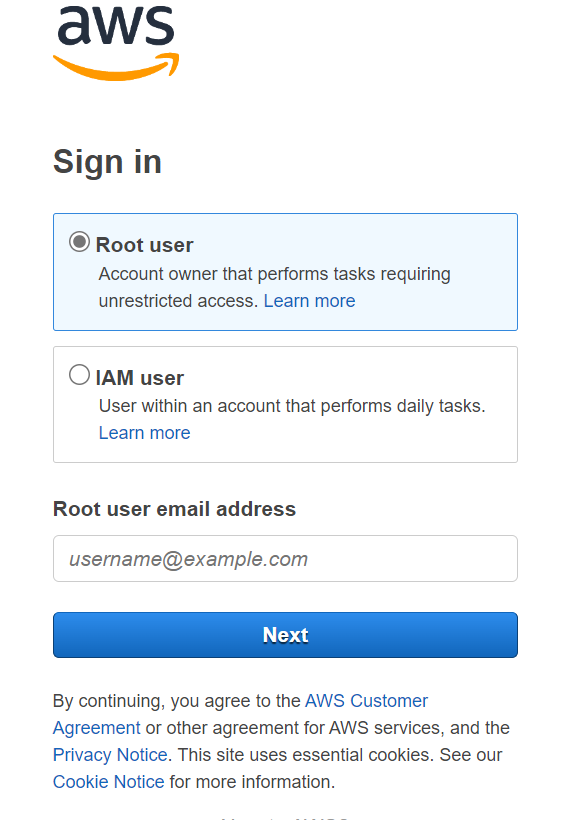 aws
Sign in
Root user
Account owner that performs tasks requiring
unrestricted access. Learn more
IAM user
User within an account that performs daily tasks.
Learn more
Root user email address
username@example.com
Next
By continuing, you agree to the AWS Customer
Agreement or other agreement for AWS services, and the
Privacy Notice. This site uses essential cookies. See our
Cookie Notice for more information.